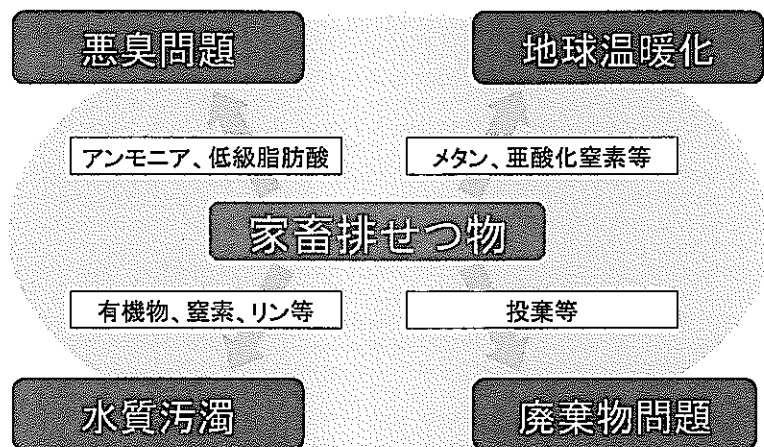 悪臭問題
地球温暖化
アンモニア、低級脂肪酸
メタン、亜酸化窒素等
家畜排せつ物
有機物、窒素、リン等
投棄等
水質汚濁
廃棄物問題